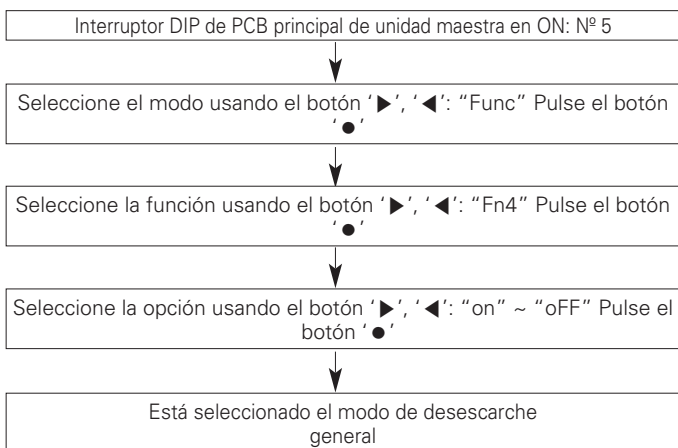 Interruptor DIP de PCB principal de unidad maestra en ON: Nº 5
Seleccione el modo usando el botón ‘▶’, ‘◀’: “Func” Pulse el botón
‘●’
Seleccione la función usando el botón ‘▶’, ‘◀’: “Fn4” Pulse el botón
‘●’
Seleccione la opción usando el botón ‘▶’, ‘◀’: “on” ~ “oFF” Pulse el
botón ‘●’
Está seleccionado el modo de desescarche
general